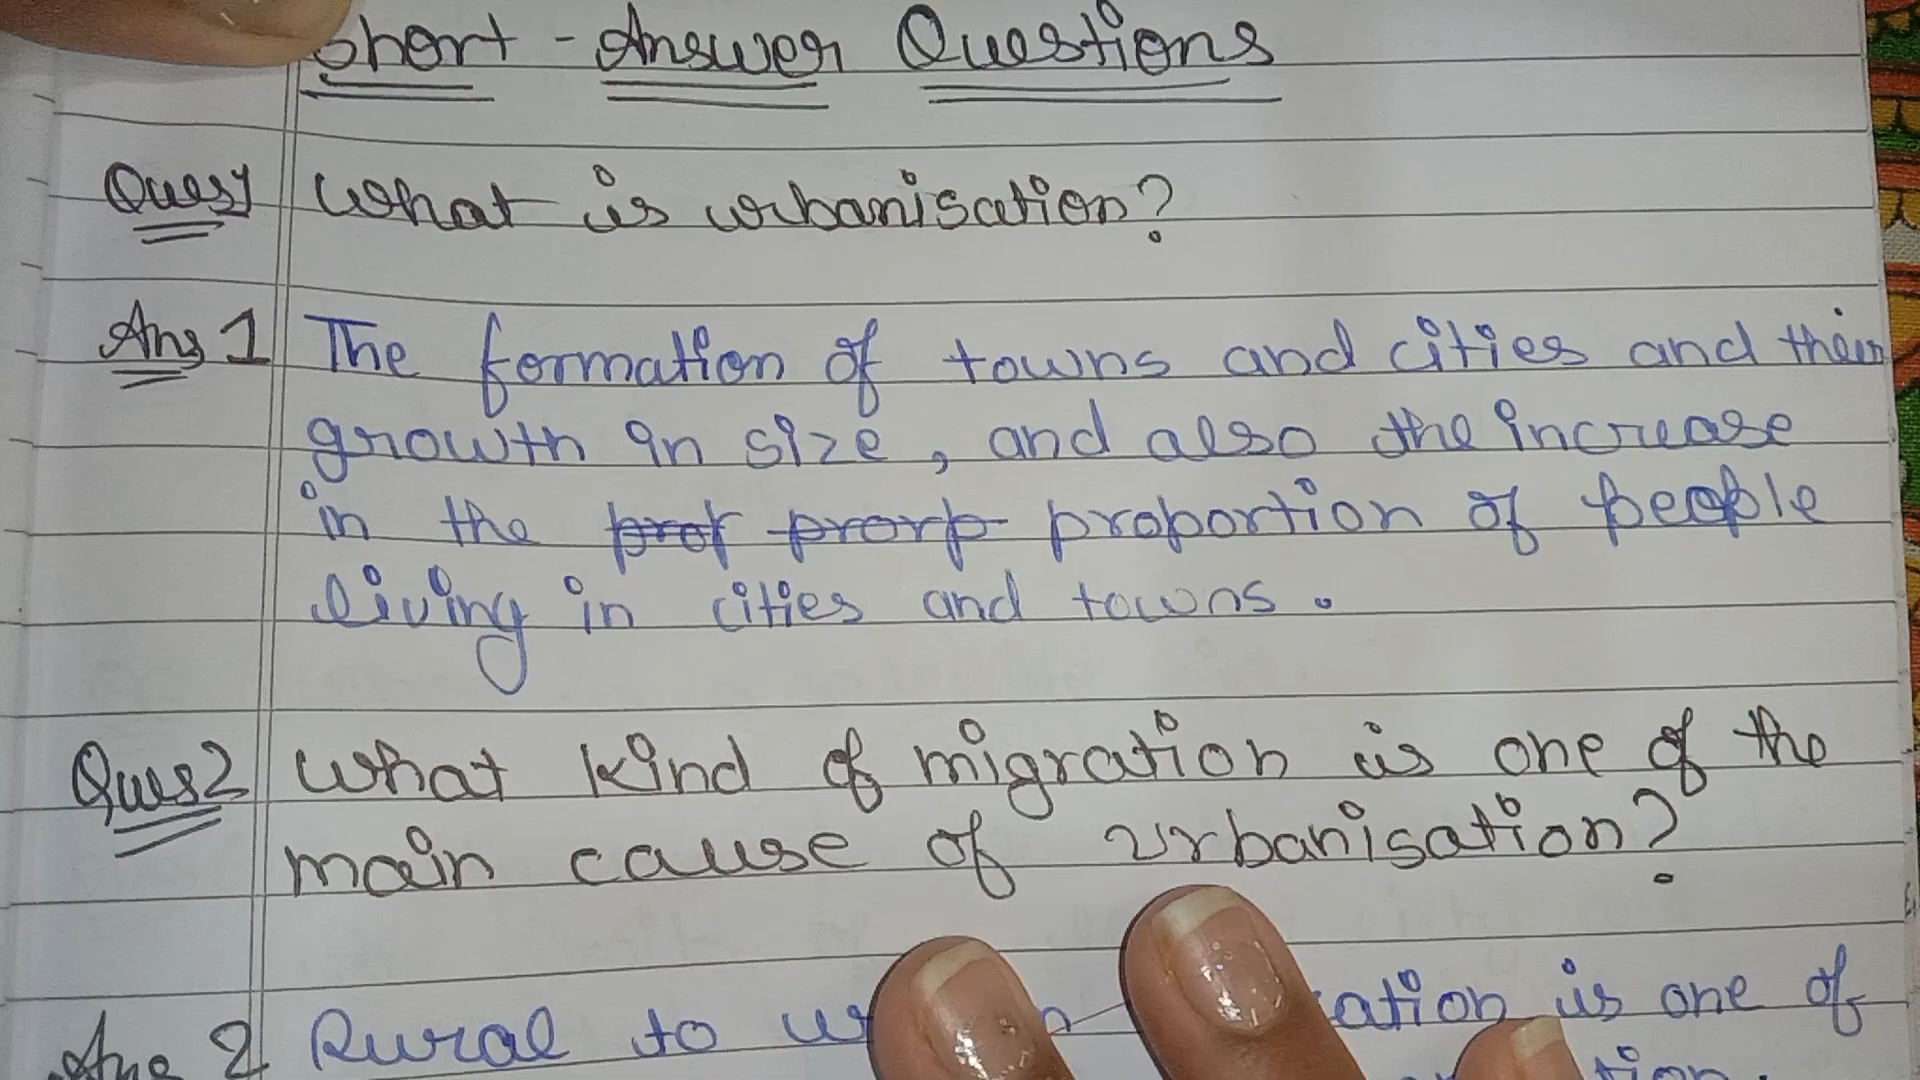 Short - Answer Questions
Ques1 What is urbanisation?
Ans 1 The formation of towns and cities and their
growth in size, and also the increase
in the prof prorp proportion of people
living in cities and towns.
Ques2 What kind of migration is one of the
main cause of urbanisation?
Ans 2 Rural to is one of